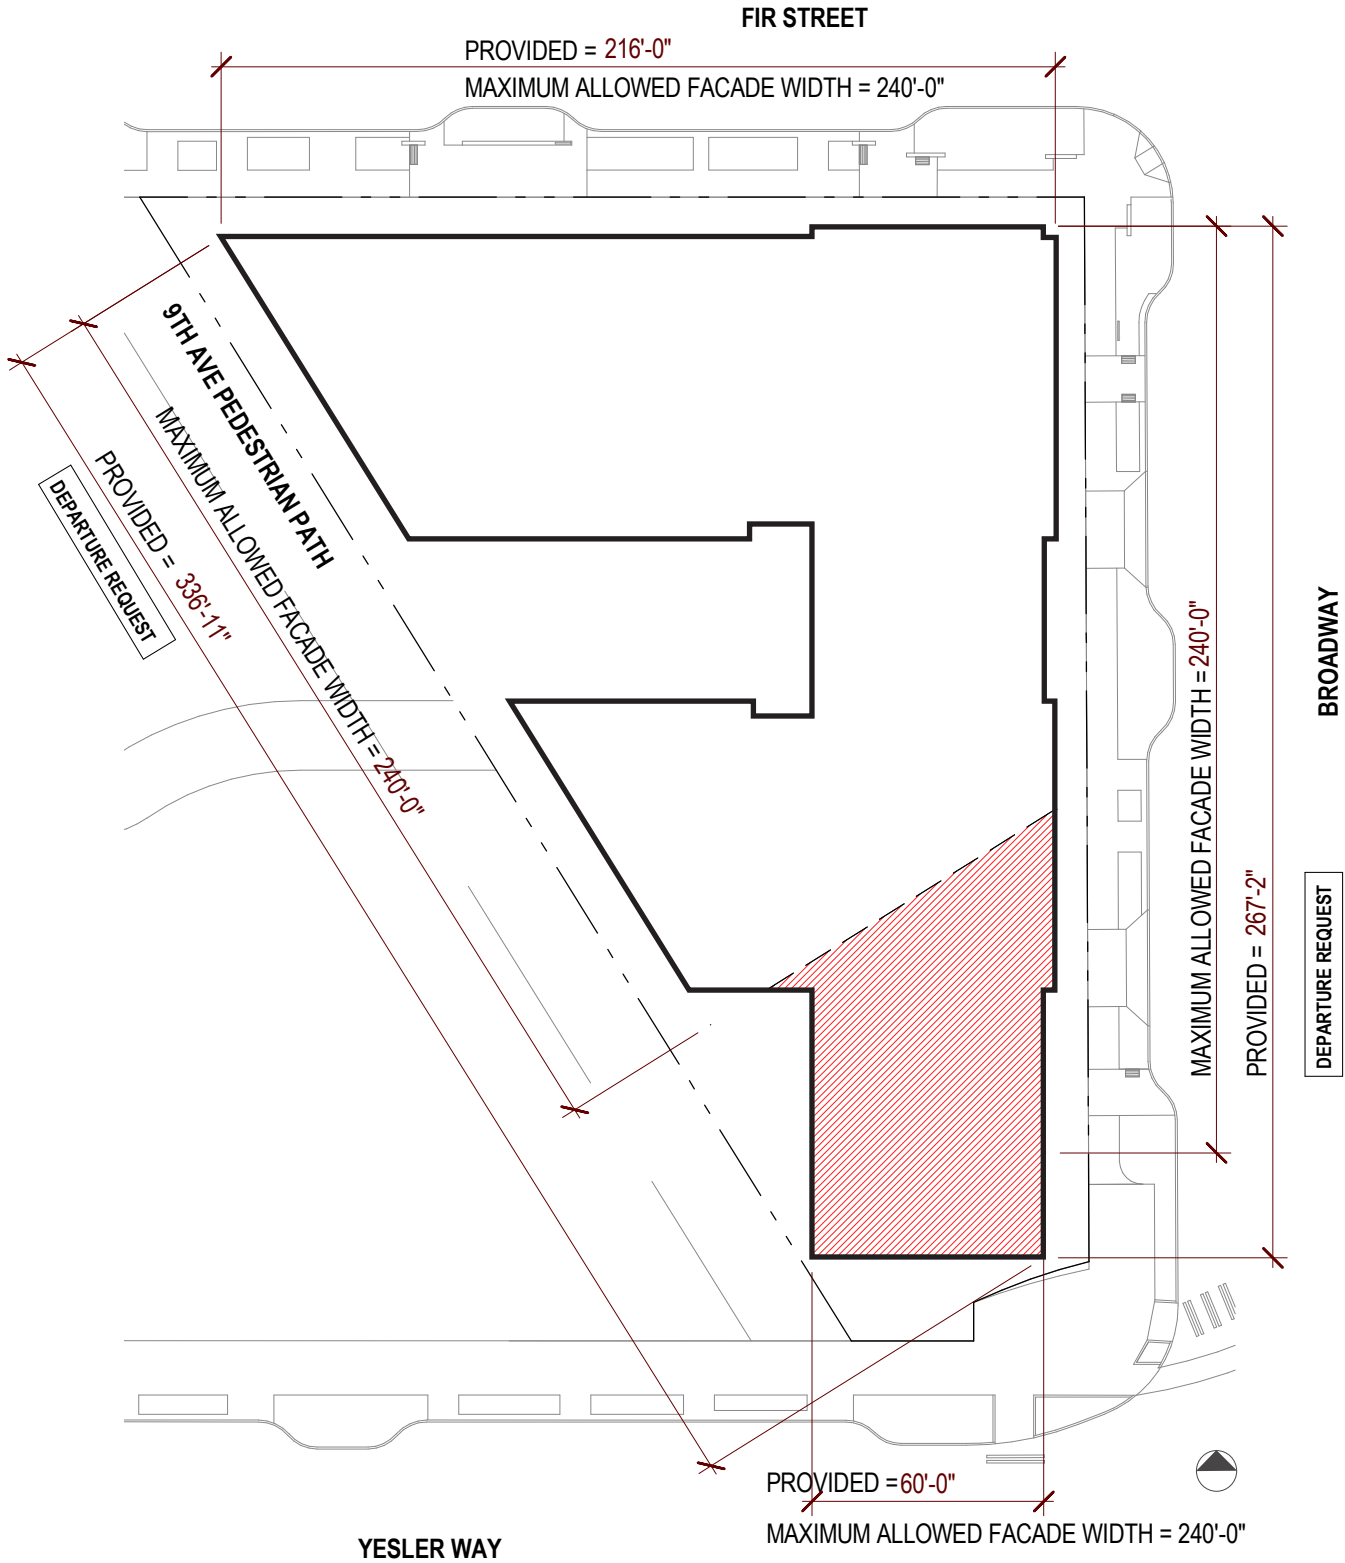 FIR STREET
PROVIDED = 216'-0"
MAXIMUM ALLOWED FACADE WIDTH = 240'-0"
9TH AVE PEDESTRIAN PATH
MAXIMUM ALLOWED FACADE WIDTH = 240'-0"
PROVIDED = 336'-11"
DEPARTURE REQUEST
MAXIMUM ALLOWED FACADE WIDTH = 240'-0"
PROVIDED = 267'-2"
BROADWAY
DEPARTURE REQUEST
PROVIDED = 60'-0"
MAXIMUM ALLOWED FACADE WIDTH = 240'-0"
YESLER WAY